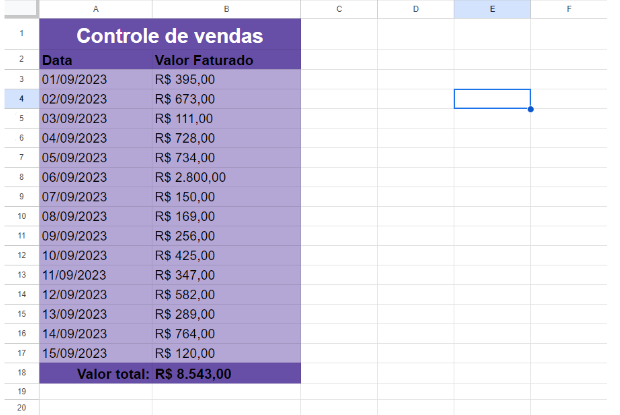 A B C D E F
1 Controle de vendas
2 Data Valor Faturado
3 01/09/2023 R$ 395,00
4 02/09/2023 R$ 673,00
5 03/09/2023 R$ 111,00
6 04/09/2023 R$ 728,00
7 05/09/2023 R$ 734,00
8 06/09/2023 R$ 2.800,00
9 07/09/2023 R$ 150,00
10 08/09/2023 R$ 169,00
11 09/09/2023 R$ 256,00
12 10/09/2023 R$ 425,00
13 11/09/2023 R$ 347,00
14 12/09/2023 R$ 582,00
15 13/09/2023 R$ 289,00
16 14/09/2023 R$ 764,00
17 15/09/2023 R$ 120,00
18 Valor total: R$ 8.543,00
19
20